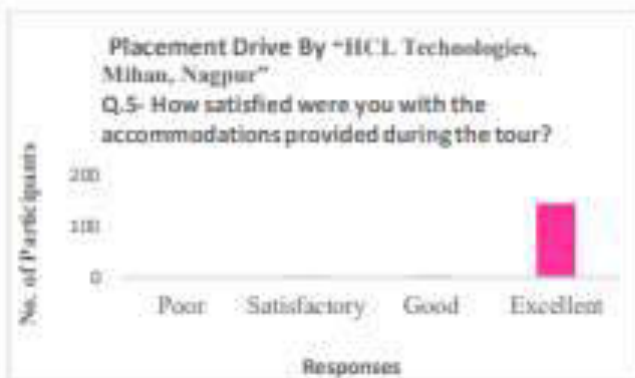 Placement Drive By "HCL Technologies,
Mihan, Nagpur"
Q.5- How satisfied were you with the
accommodations provided during the tour?
No. of Participants
200
100
0
Poor Satisfactory Good Excellent
Responses